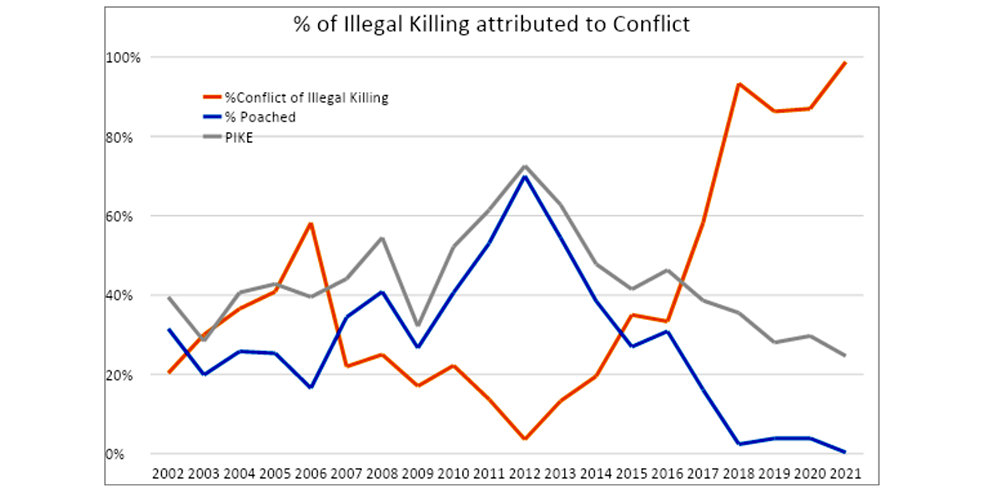 % of Illegal Killing attributed to Conflict
100%
%Conflict of Illegal Killing
% Poached
80%
PIKE
60%
40%
20%
0%
2002 2003 2004 2005 2006 2007 2008 2009 2010 2011 2012 2013 2014 2015 2016 2017 2018 2019 2020 2021